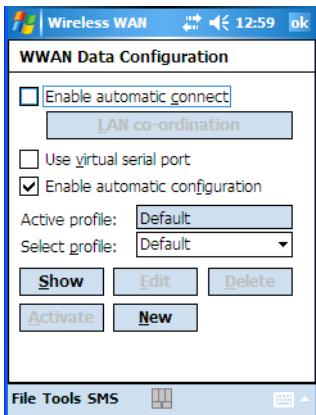 Wireless WAN 12:59 ok
WWAN Data Configuration
Enable automatic connect
LAN co-ordination
Use virtual serial port
Enable automatic configuration
Active profile: Default
Select profile: Default
Show Edit Delete
Activate New
File Tools SMS